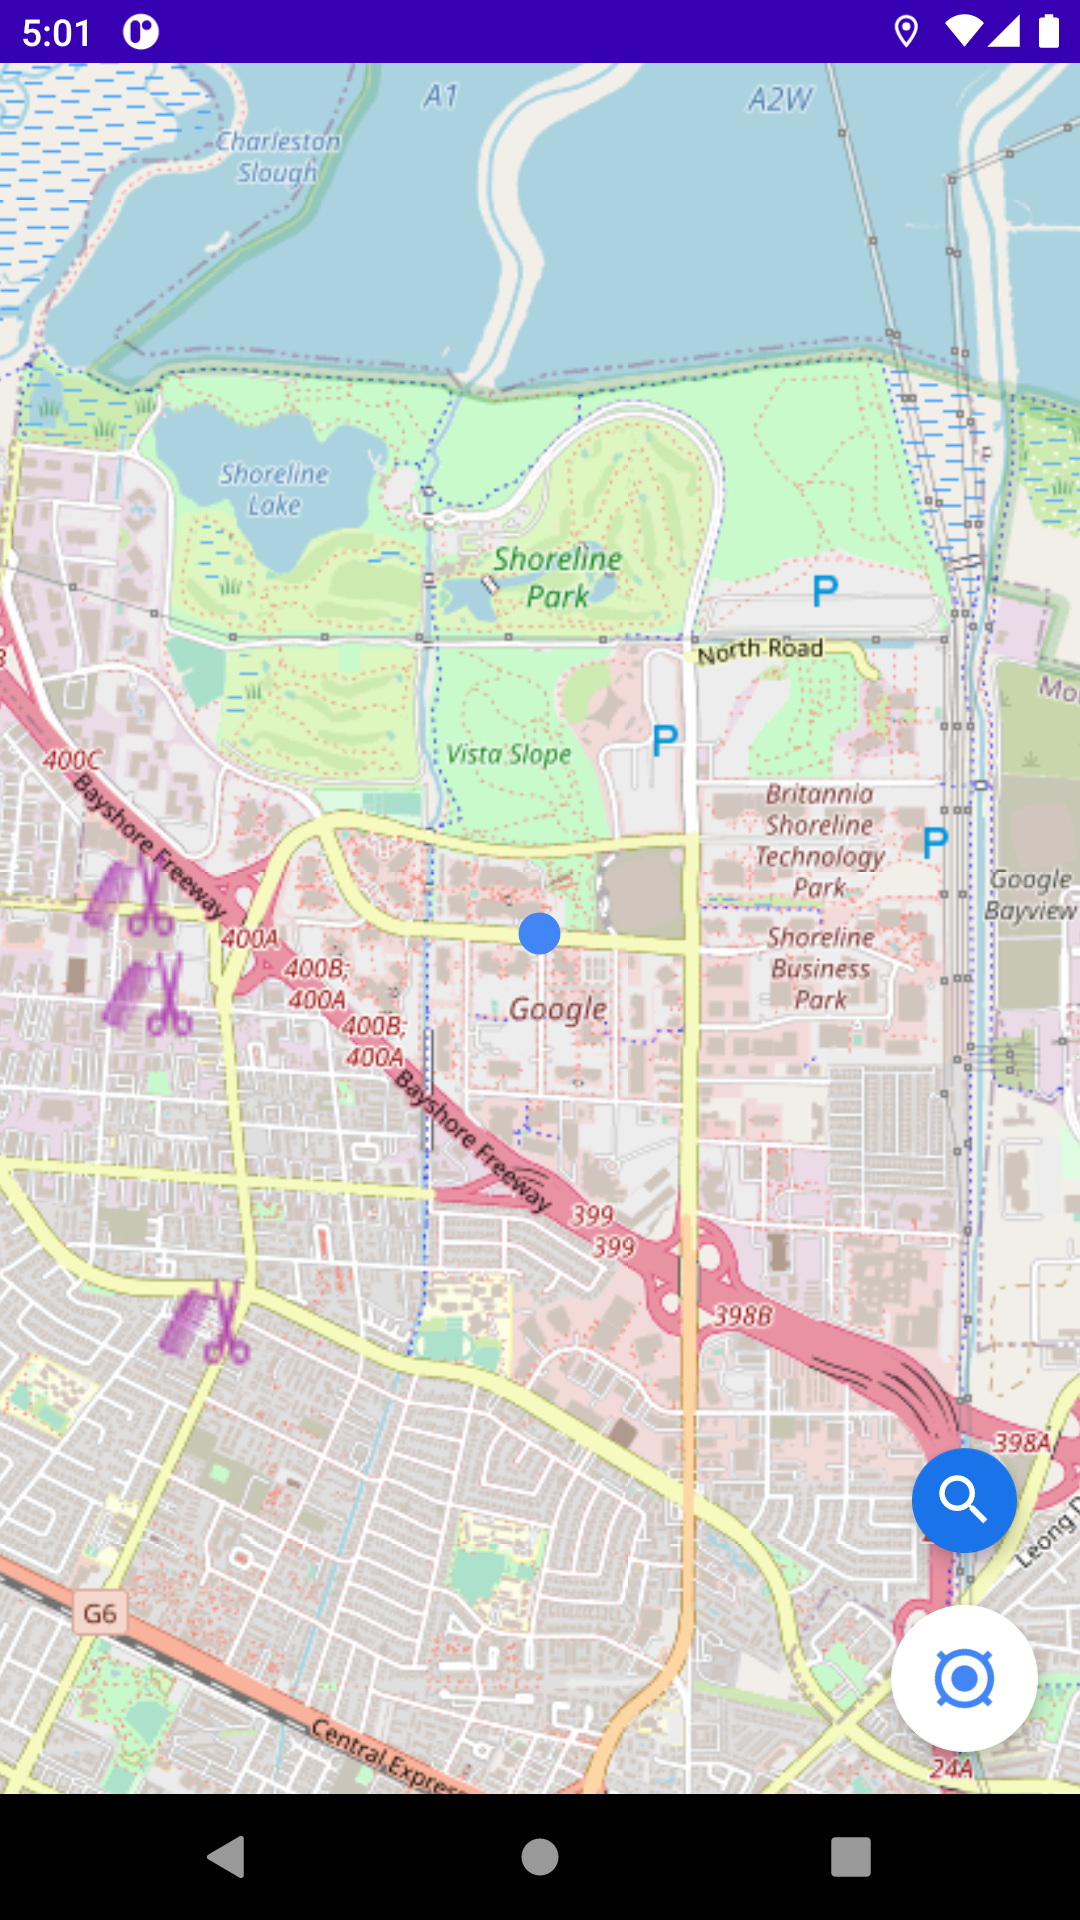 5:01
A1
A2W
Charleston
Slough
Shoreline
Lake
Shoreline
Park
P
North Road
P
Vista Slope
400C
Bayshore Freeway
Britannia
Shoreline
Technology
Park
P
Google
Bayview
400A
400B;
400A
400B;
400A
Shoreline
Business
Park
Google
Bayshore Freeway
399
399
398B
398A
Leong D
G6
Central Expres
24A